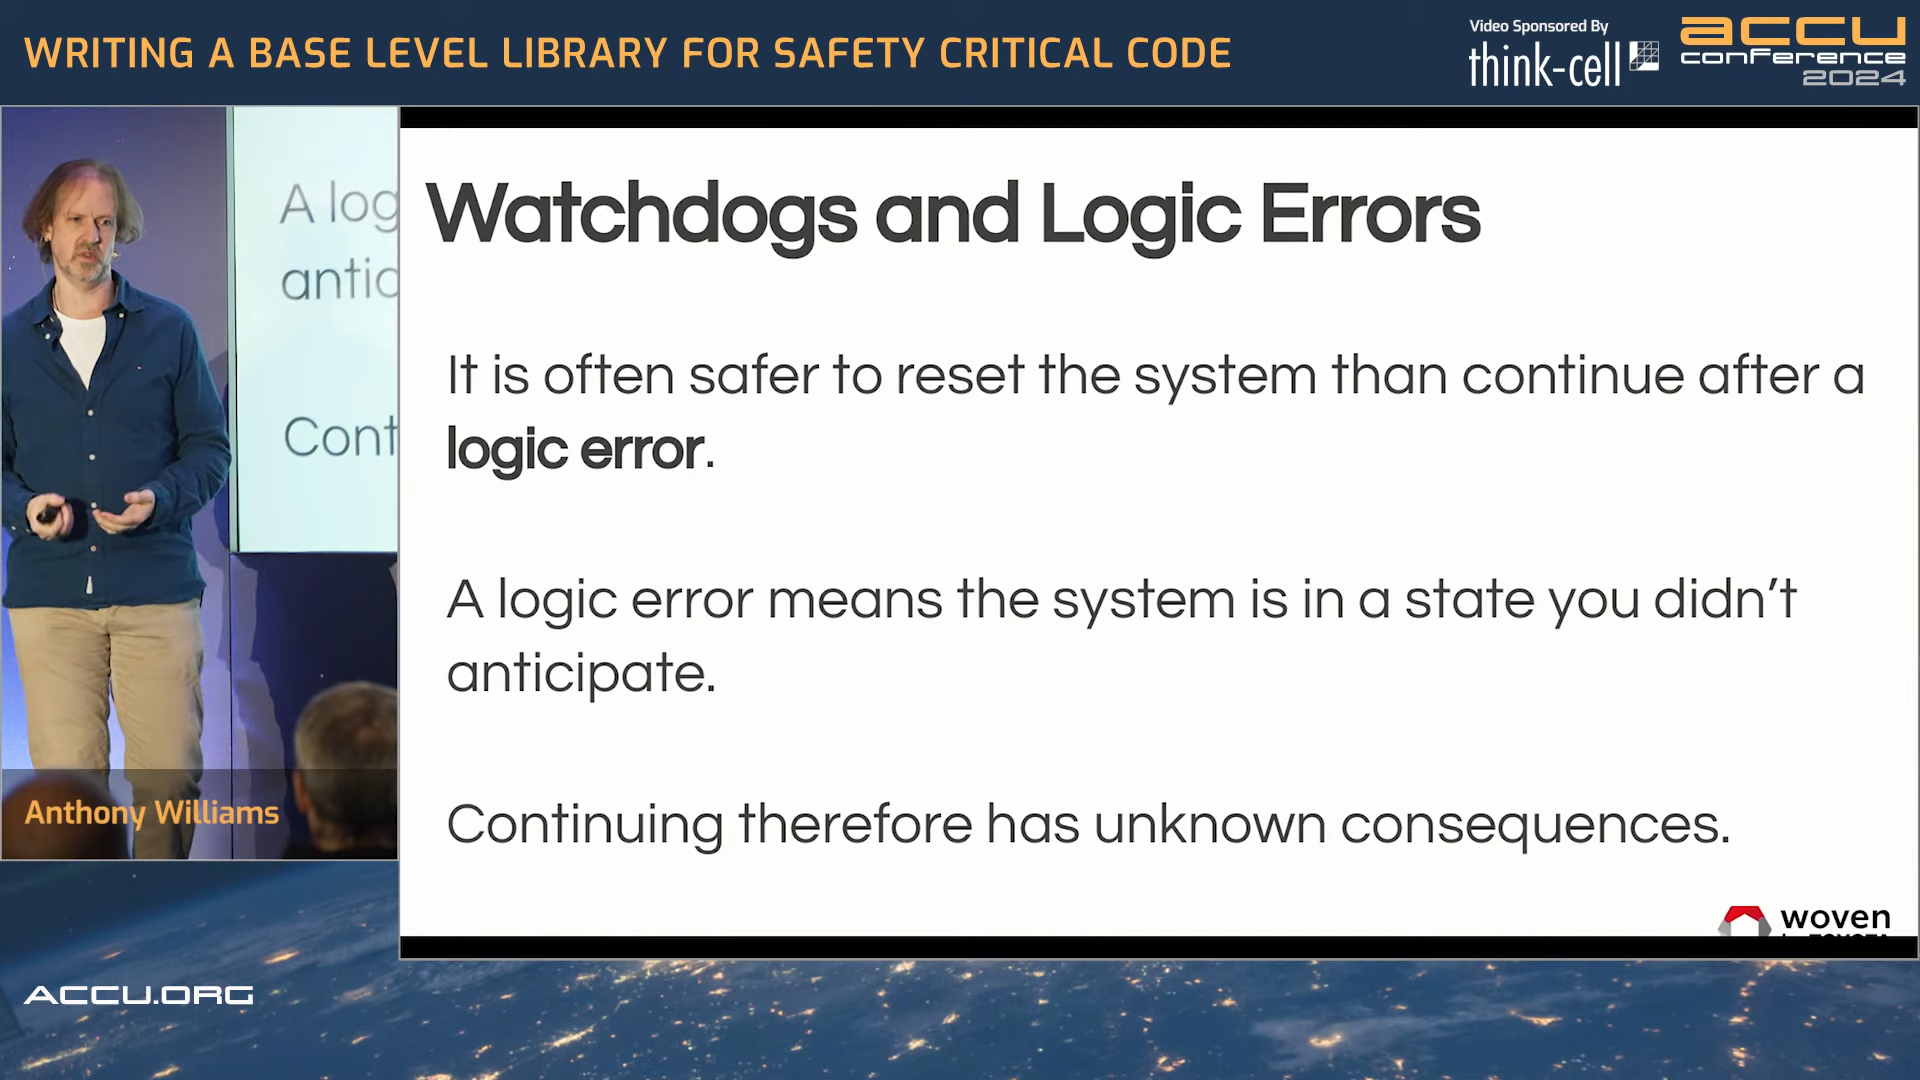 WRITING A BASE LEVEL LIBRARY FOR SAFETY CRITICAL CODE
Video Sponsored By
think-cell
accu
conference
2024
A log
antic
Cont
Watchdogs and Logic Errors
It is often safer to reset the system than continue after a
logic error.
A logic error means the system is in a state you didn’t
anticipate.
Continuing therefore has unknown consequences.
woven
Anthony Williams
ACCU.ORG